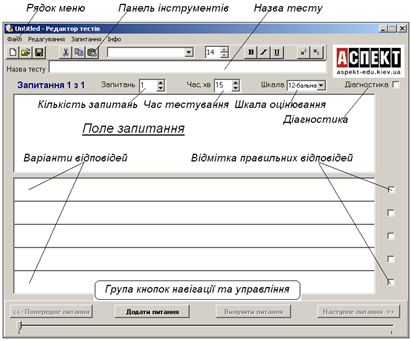 Рядок меню Панель інструментів Назва тесту
Untitled - Редактор тестів
Файл Редагування Запитання Інфо
14 B I U x² x₂
Назва тесту
АСПЕКТ
aspekt-edu.kiev.ua
Запитання 1 з 1 Запитань 1 Час, хв 15 Шкала 12-бальна Діагностика
Кількість запитань Час тестування Шкала оцінювання
Діагностика
Поле запитання
Варіанти відповідей Відмітка правильних відповідей
Група кнопок навігації та управління
<< Попереднє питання Додати питання Вилучити питання Наступне питання >>